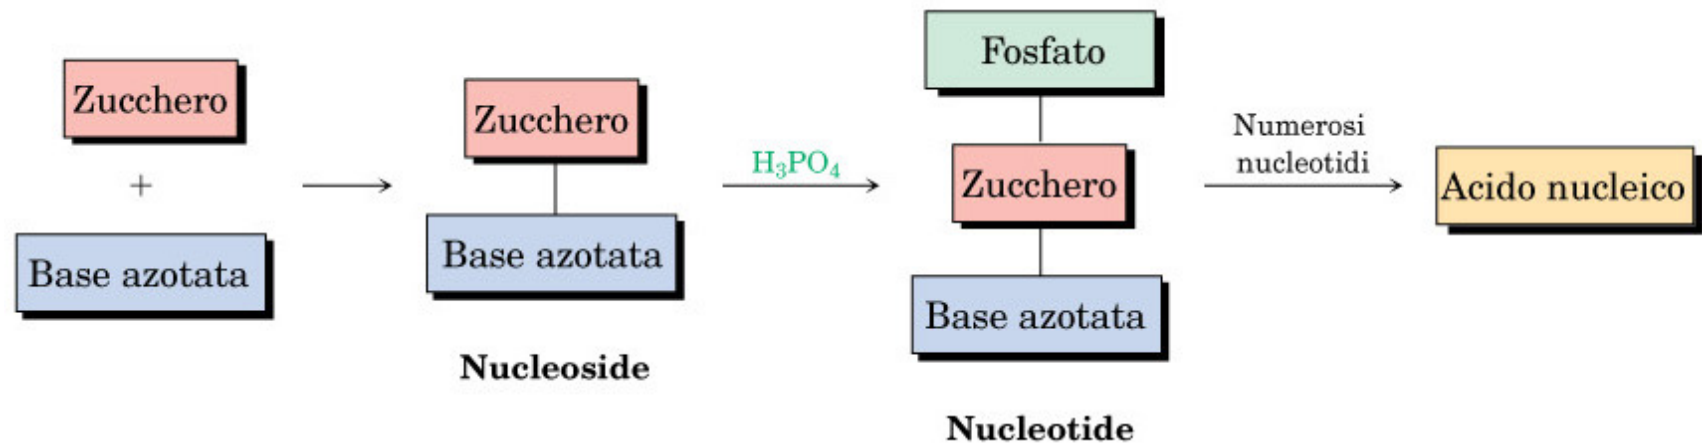 Zucchero
+
Base azotata
Zucchero
Base azotata
Nucleoside
H₃PO₄
Fosfato
Zucchero
Base azotata
Nucleotide
Numerosi
nucleotidi
Acido nucleico